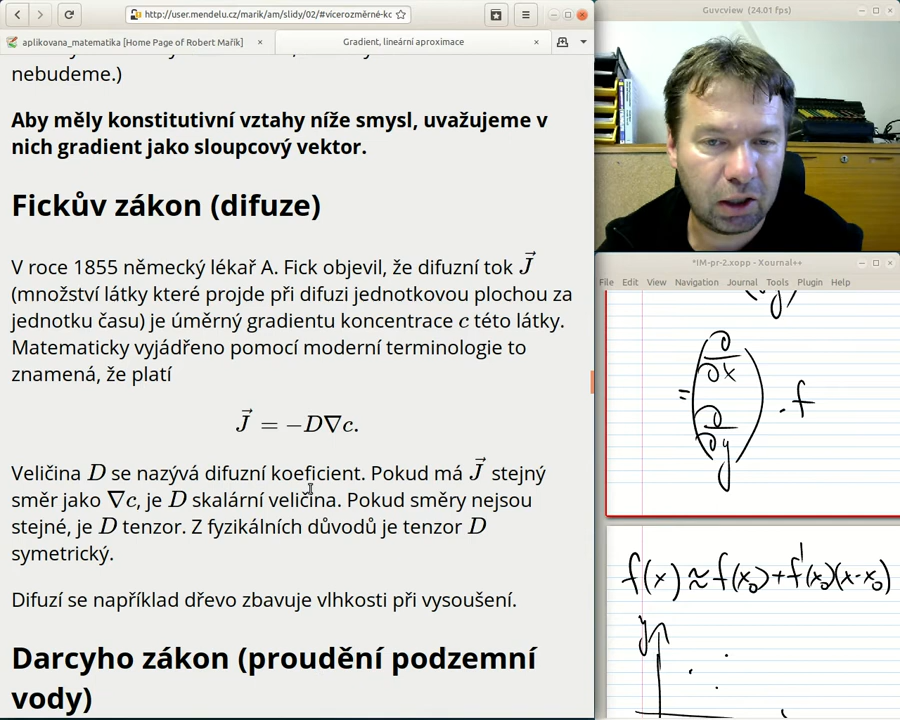 http://user.mendelu.cz/marik/am/slidy/02/#vícerozměrné-kc
aplikovaná_matematika [Home Page of Robert Mařík]
Gradient, lineární aproximace
nebudeme.)
Aby měly konstitutivní vztahy níže smysl, uvažujeme v
nich gradient jako sloupcový vektor.
Fickův zákon (difuze)
V roce 1855 německý lékař A. Fick objevil, že difuzní tok \vec{J}
(množství látky které projde při difuzi jednotkovou plochou za
jednotku času) je úměrný gradientu koncentrace c této látky.
Matematicky vyjádřeno pomocí moderní terminologie to
znamená, že platí
\vec{J} = −D∇c.
Veličina D se nazývá difuzní koeficient. Pokud má \vec{J} stejný
směr jako ∇c, je D skalární veličina. Pokud směry nejsou
stejné, je D tenzor. Z fyzikálních důvodů je tenzor D
symetrický.
Difuzí se například dřevo zbavuje vlhkosti při vysoušení.
Darcyho zákon (proudění podzemní
vody)
Guvcview (24.01 fps)
*IM-pr-2.xopp - Xournal++
File Edit View Navigation Journal Tools Plugin Help
= (∂/∂x ∂/∂y) . f
f(x) ≈ f(x₀) + f'(x₀)(x-x₀)
y